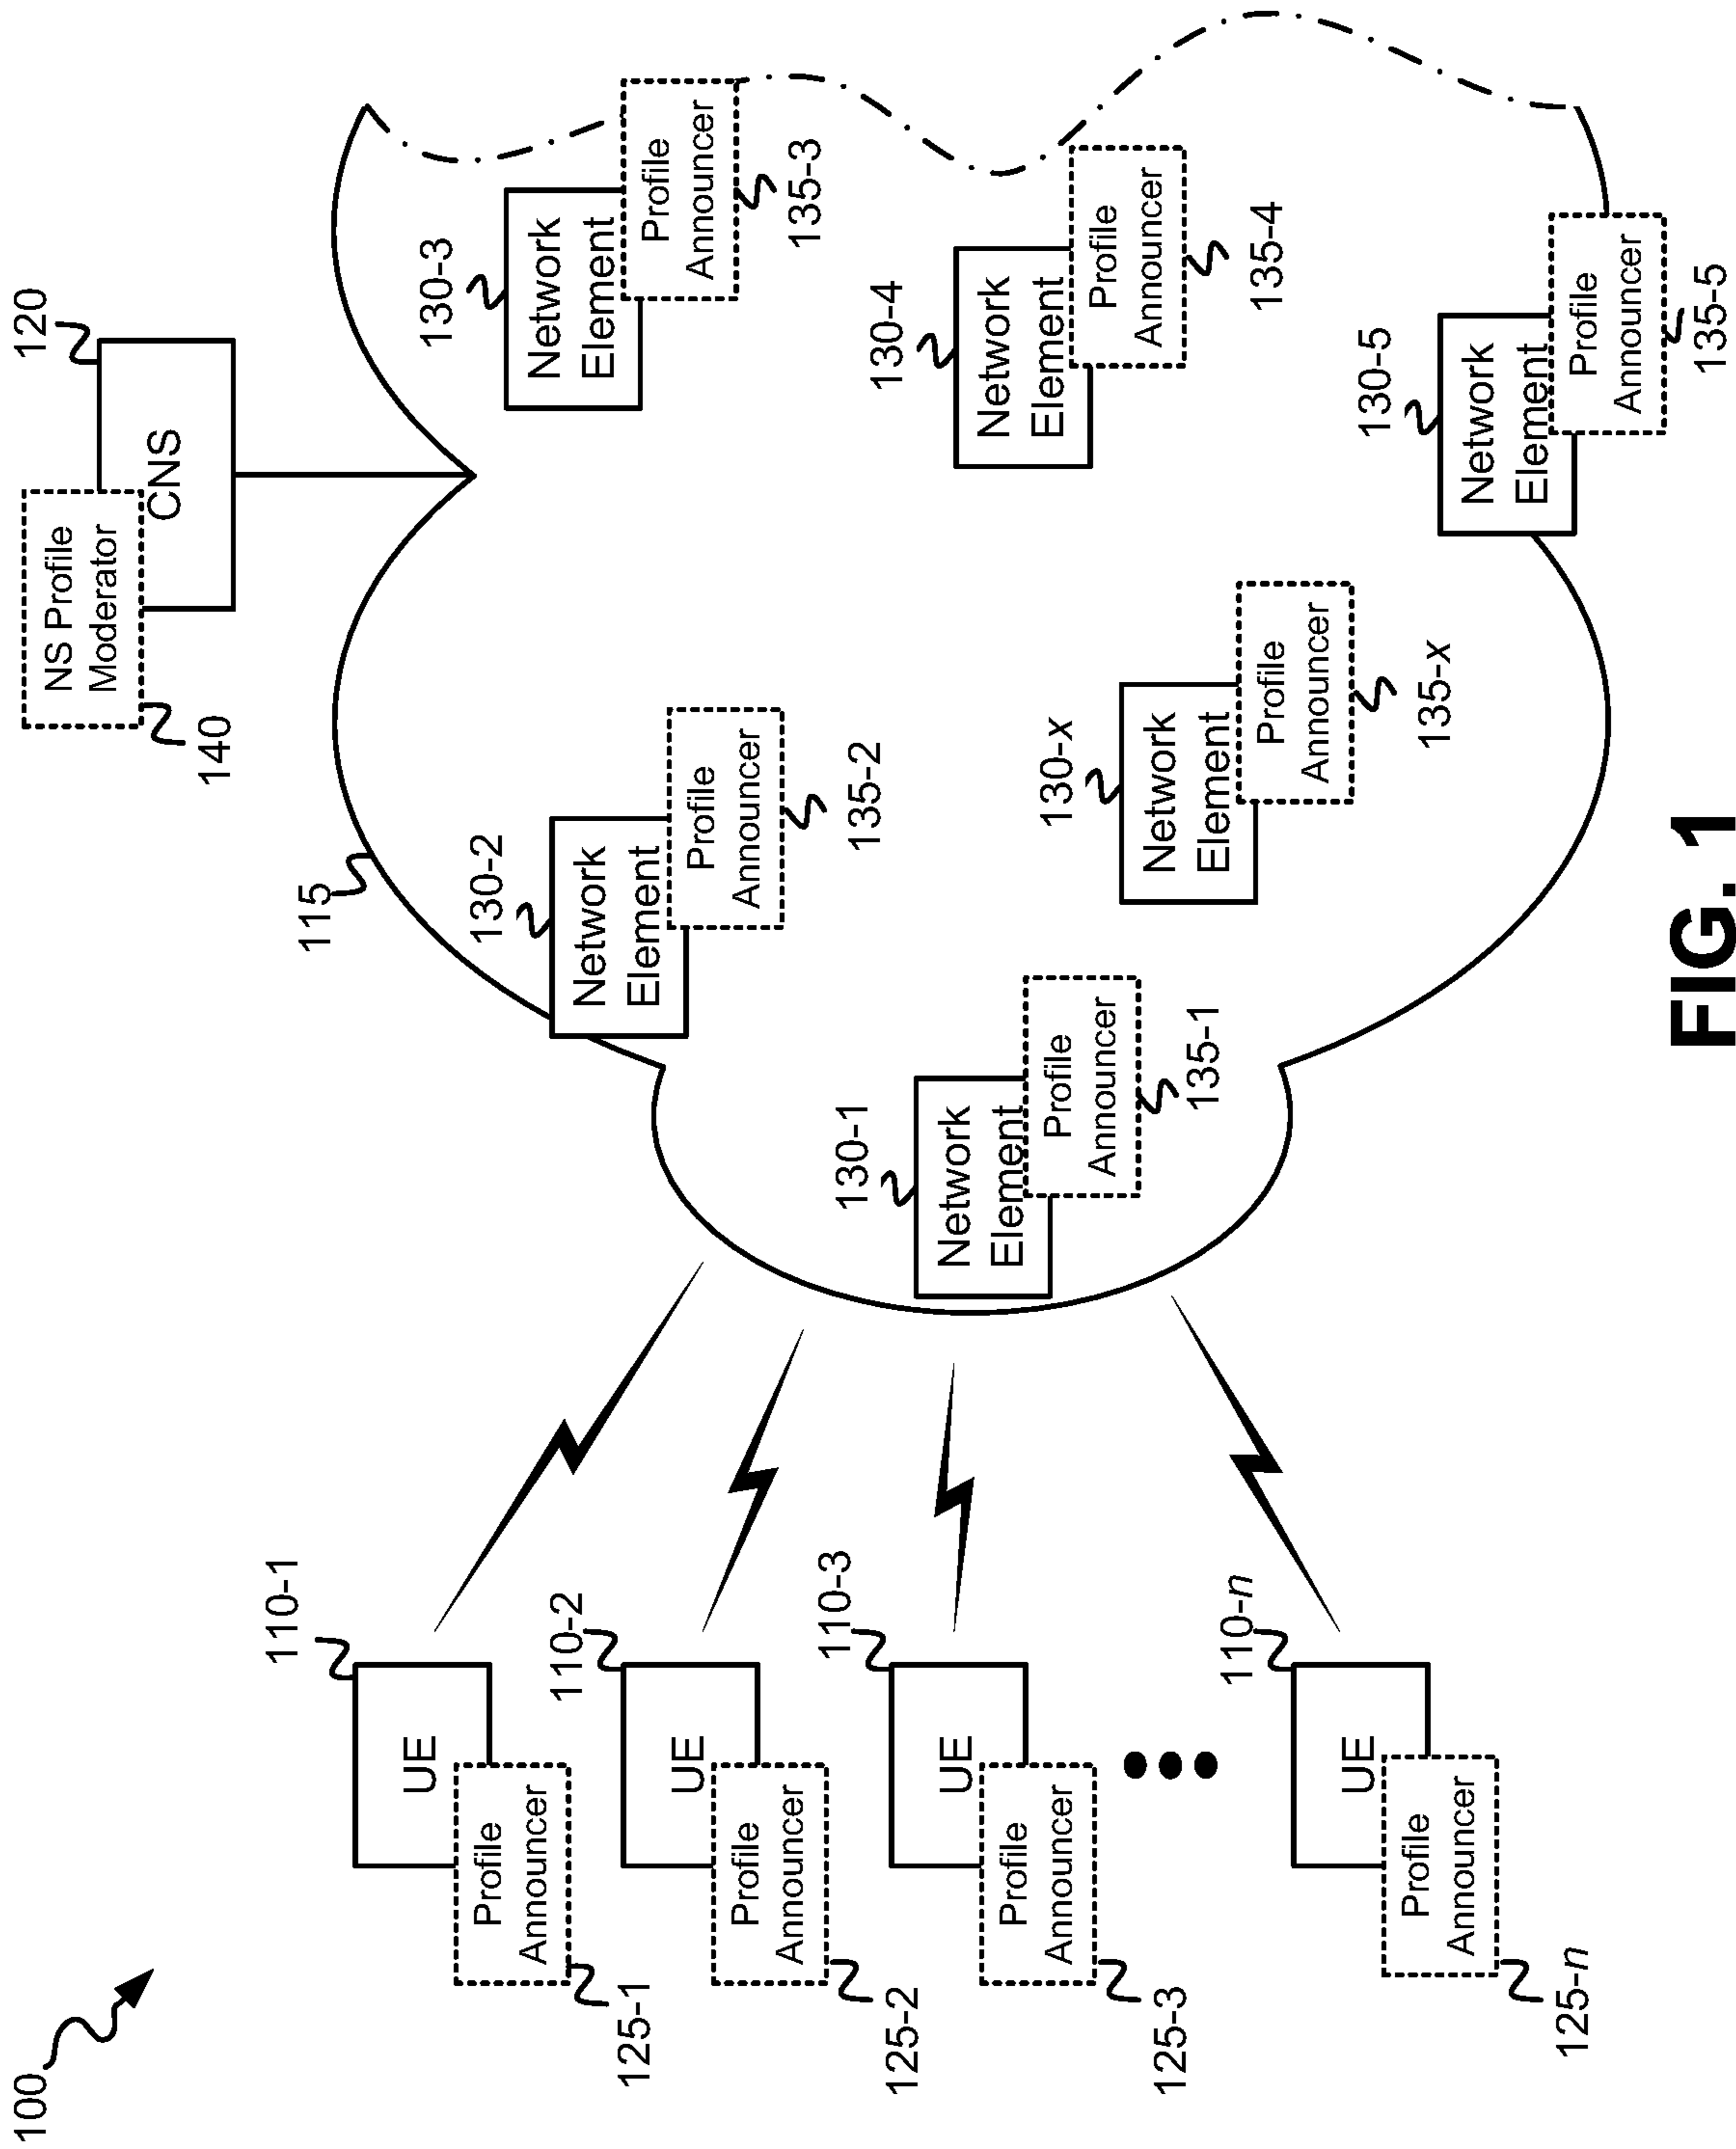 100
110-1
UE
Profile
Announcer
125-1
110-2
UE
Profile
Announcer
125-2
110-3
UE
Profile
Announcer
125-3
110-n
UE
Profile
Announcer
125-n
115
120
CNS
NS Profile
Moderator
140
130-1
Network
Element
Profile
Announcer
135-1
130-2
Network
Element
Profile
Announcer
135-2
130-3
Network
Element
Profile
Announcer
135-3
130-4
Network
Element
Profile
Announcer
135-4
130-x
Network
Element
Profile
Announcer
135-x
130-5
Network
Element
Profile
Announcer
135-5
FIG. 1